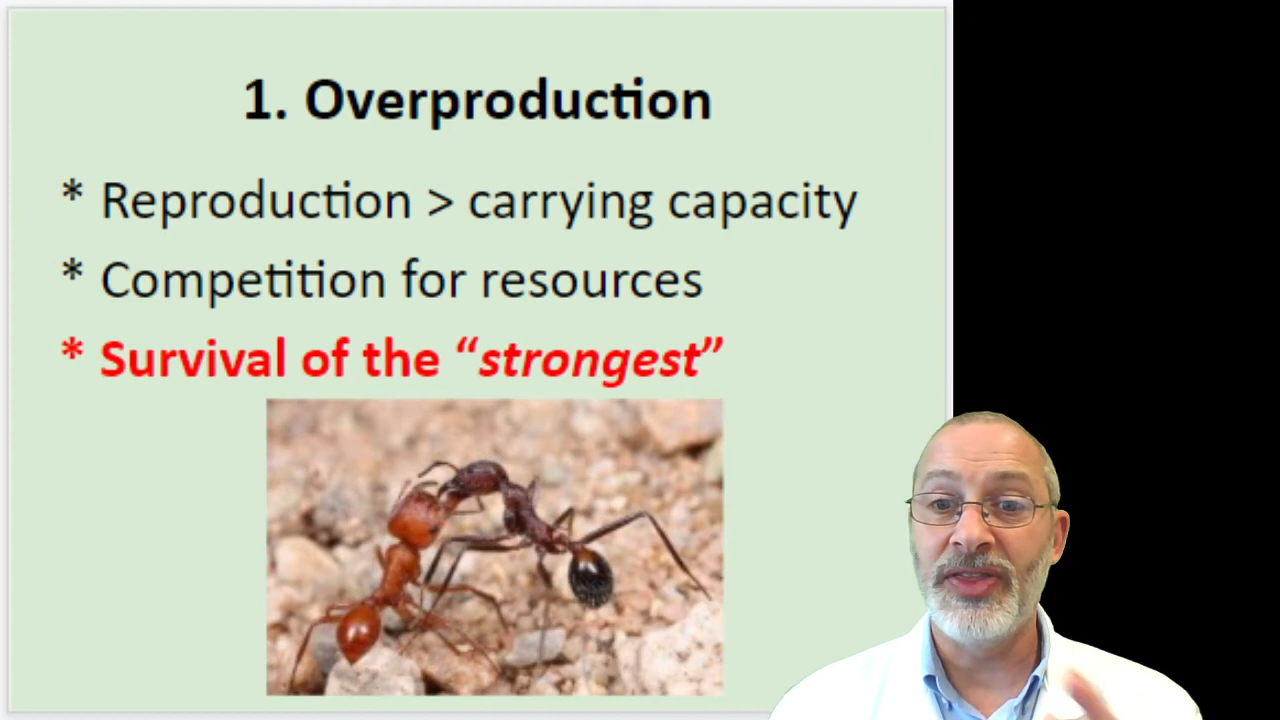 1. Overproduction
* Reproduction > carrying capacity
* Competition for resources
* Survival of the “strongest”